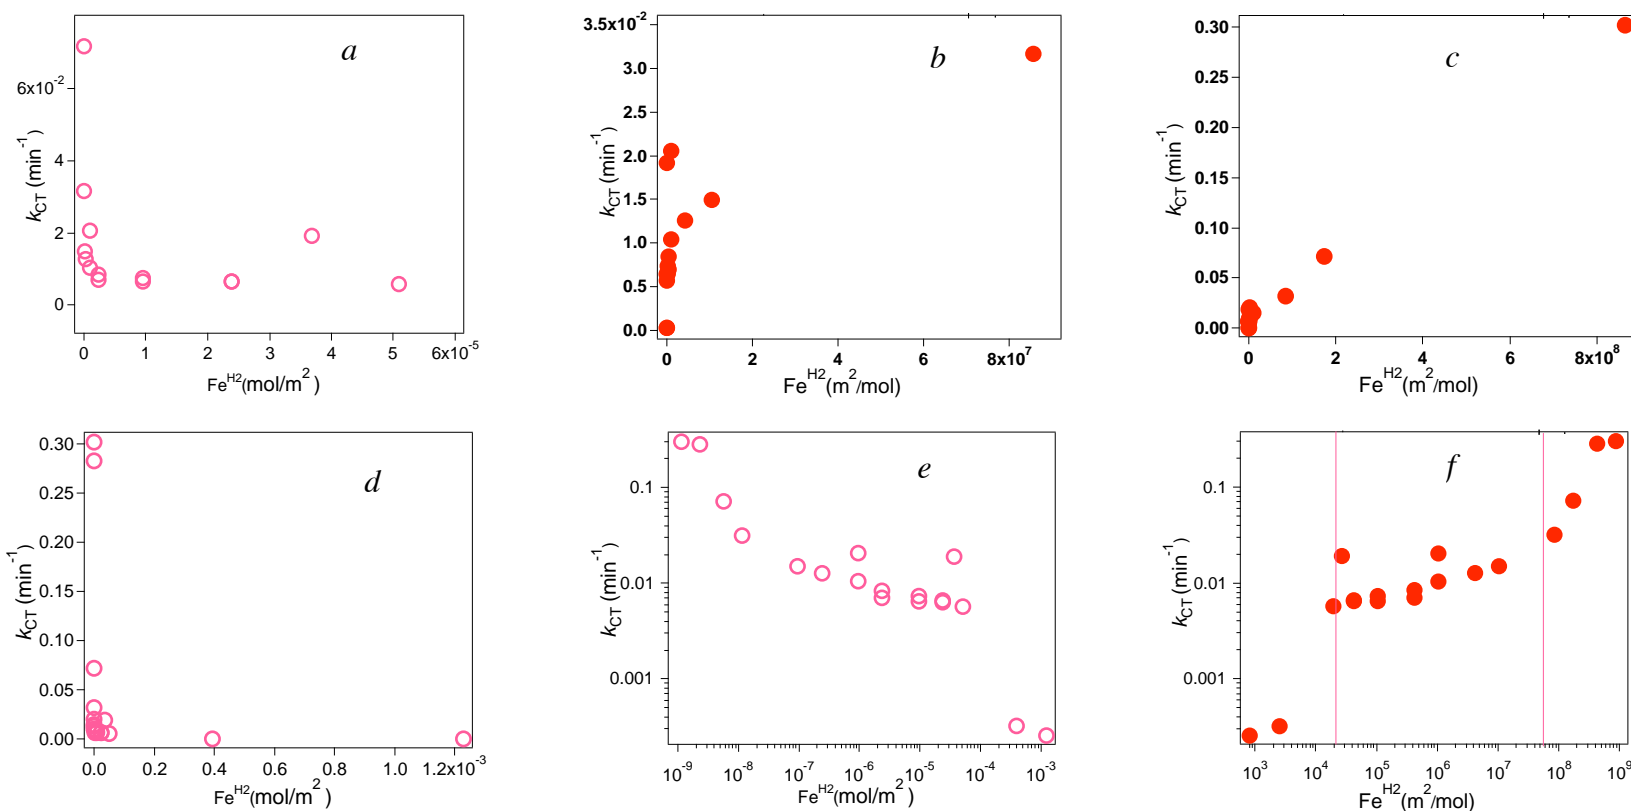 a
6x10⁻²
4
2
0
k_CT (min⁻¹)
0
1
2
3
4
5
6x10⁻⁵
Fe^H2(mol/m²)
b
3.5x10⁻²
3.0
2.5
2.0
1.5
1.0
0.5
0.0
k_CT (min⁻¹)
0
2
4
6
8x10⁷
Fe^H2(m²/mol)
c
0.30
0.25
0.20
0.15
0.10
0.05
0.00
k_CT (min⁻¹)
0
2
4
6
8x10⁸
Fe^H2(m²/mol)
d
0.30
0.25
0.20
0.15
0.10
0.05
0.00
k_CT (min⁻¹)
0.0
0.2
0.4
0.6
0.8
1.0
1.2x10⁻³
Fe^H2(mol/m²)
e
0.1
0.01
0.001
k_CT (min⁻¹)
10⁻⁹
10⁻⁸
10⁻⁷
10⁻⁶
10⁻⁵
10⁻⁴
10⁻³
Fe^H2(mol/m²)
f
0.1
0.01
0.001
k_CT (min⁻¹)
10³
10⁴
10⁵
10⁶
10⁷
10⁸
10⁹
Fe^H2(m²/mol)